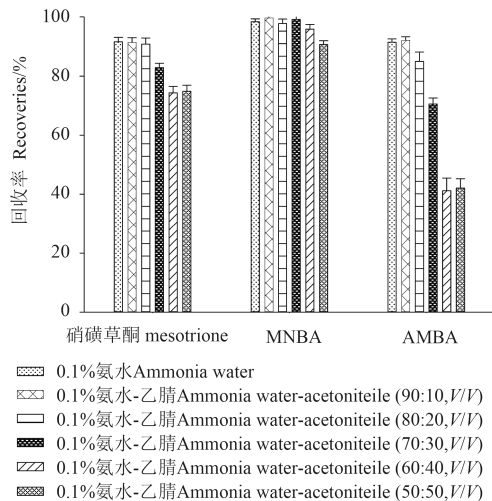 100
80
60
40
20
0
回收率 Recoveries/%
硝磺草酮 mesotrione MNBA AMBA
0.1%氨水Ammonia water
0.1%氨水-乙腈Ammonia water-acetoniteile (90:10,V/V)
0.1%氨水-乙腈Ammonia water-acetoniteile (80:20,V/V)
0.1%氨水-乙腈Ammonia water-acetoniteile (70:30,V/V)
0.1%氨水-乙腈Ammonia water-acetoniteile (60:40,V/V)
0.1%氨水-乙腈Ammonia water-acetoniteile (50:50,V/V)